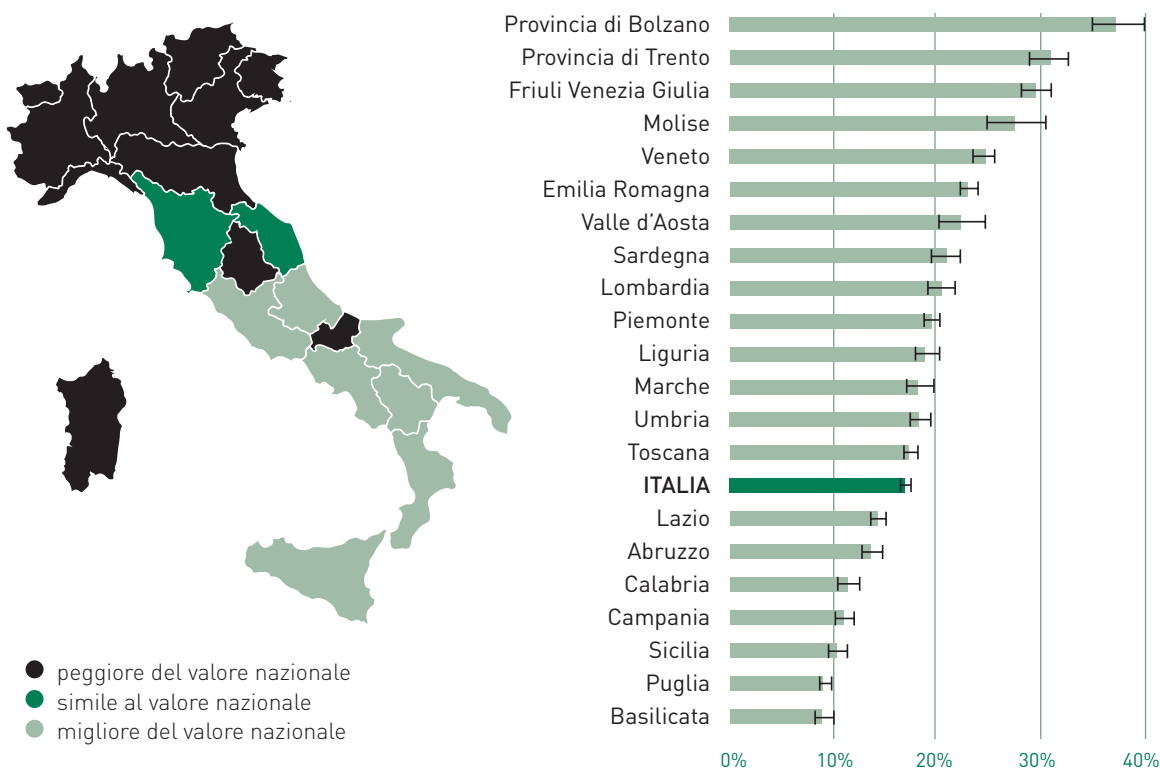 Provincia di Bolzano
Provincia di Trento
Friuli Venezia Giulia
Molise
Veneto
Emilia Romagna
Valle d’Aosta
Sardegna
Lombardia
Piemonte
Liguria
Marche
Umbria
Toscana
ITALIA
Lazio
Abruzzo
Calabria
Campania
Sicilia
Puglia
Basilicata
0% 10% 20% 30% 40%
peggiore del valore nazionale
simile al valore nazionale
migliore del valore nazionale